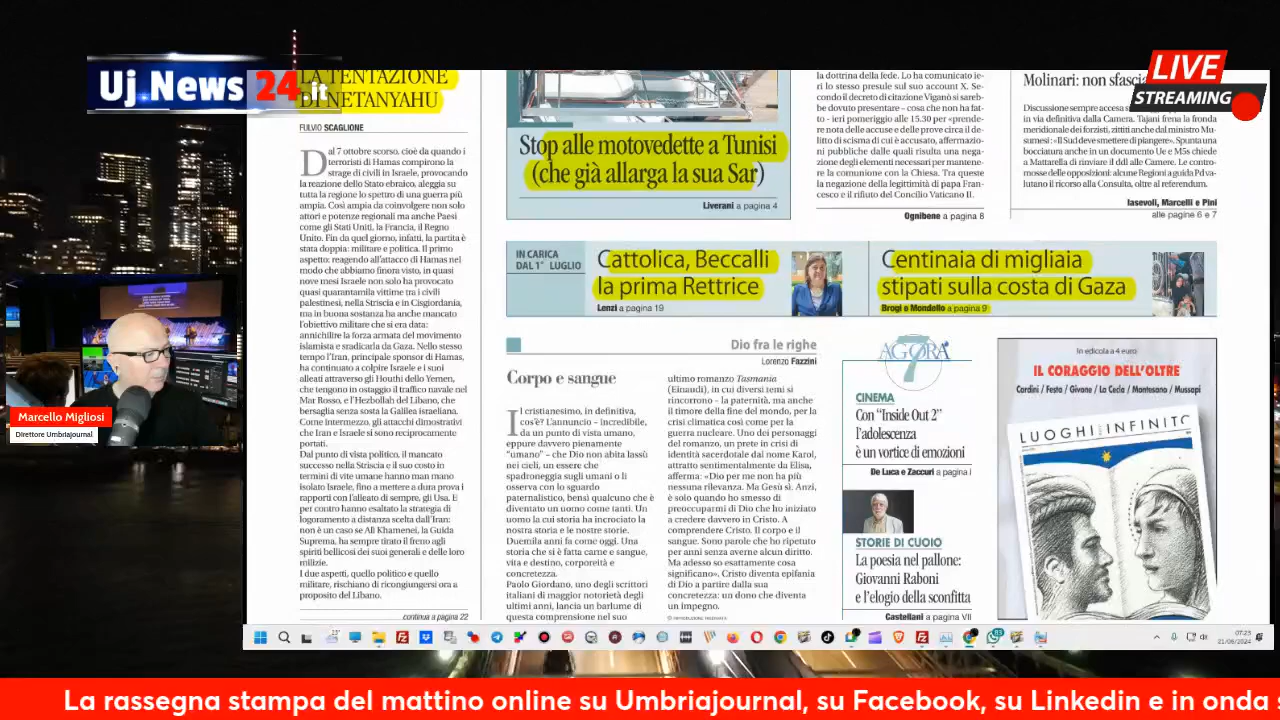 Uj News 24.it
LIVE
STREAMING
LA TENTAZIONE
DI NETANYAHU
FULVIO SCAGLIONE
Dal 7 ottobre scorso, cioè da quando i
terroristi di Hamas compirono la
strage di civili in Israele, provocando
la reazione dello Stato ebraico, aleggia su
tutta la regione lo spettro di una guerra più
ampia. Così ampia da coinvolgere non solo
attori e potenze regionali ma anche Paesi
come gli Stati Uniti, la Francia, il Regno
Unito. Fin da quel giorno, infatti, la partita è
stata doppia: militare e politica. Il primo
aspetto: reagendo all'attacco di Hamas nel
modo che abbiamo finora visto, in quasi
nove mesi Israele non solo ha provocato
quasi quarantamila vittime tra i civili
palestinesi, nella Striscia e in Cisgiordania,
ma in buona sostanza ha anche mancato
l'obiettivo militare che si era data:
annichilire la forza armata del movimento
islamista e sradicarla da Gaza. Nello stesso
tempo l'Iran, principale sponsor di Hamas,
ha continuato a colpire Israele e i suoi
alleati attraverso gli Houthi dello Yemen,
che tengono in ostaggio il traffico navale nel
Mar Rosso, e l'Hezbollah del Libano, che
bersaglia senza sosta la Galilea israeliana.
Come intermezzo, gli attacchi dimostrativi
che Iran e Israele si sono reciprocamente
portati.
Dal punto di vista politico, il mancato
successo nella Striscia e il suo costo in
termini di vite umane hanno man mano
isolato Israele, fino a mettere a dura prova i
rapporti con l'alleato di sempre, gli Usa. E
per contro hanno esaltato la strategia di
logoramento a distanza scelta dall'Iran:
non è un caso se Alì Khamenei, la Guida
Suprema, ha sempre tirato il freno agli
spiriti bellicosi dei suoi generali e delle loro
milizie.
I due aspetti, quello politico e quello
militare, rischiano di ricongiungersi ora a
proposito del Libano.
continua a pagina 22
Stop alle motovedette a Tunisi
(che già allarga la sua Sar)
Liverani a pagina 4
la dottrina della fede. Lo ha comunicato ie-
ri lo stesso presule sul suo account X. Se-
condo il decreto di citazione Viganò si sareb-
be dovuto presentare – cosa che non ha fat-
to - ieri pomeriggio alle 15.30 per «prende-
re nota delle accuse e delle prove circa il de-
litto di scisma di cui è accusato, affermazio-
ni pubbliche dalle quali risulta una nega-
zione degli elementi necessari per mantene-
re la comunione con la Chiesa. Tra queste
la negazione della legittimità di papa Fran-
cesco e il rifiuto del Concilio Vaticano II.
Ognibene a pagina 8
Molinari: non sfascia
Discussione sempre accesa s
in via definitiva dalla Camera. Tajani frena la fronda
meridionale dei forzisti, zittiti anche dal ministro Mu-
sumesi: «Il Sud deve smettere di piangere». Spunta una
bocciatura anche in un documento Ue e M5s chiede
a Mattarella di rinviare il ddl alle Camere. Le contro-
mosse delle opposizioni: alcune Regioni a guida Pd va-
lutano il ricorso alla Consulta, oltre al referendum.
Iasevoli, Marcelli e Pini
alle pagine 6 e 7
IN CARICA
DAL 1° LUGLIO
Cattolica, Beccalli
la prima Rettrice
Lenzi a pagina 19
Centinaia di migliaia
stipati sulla costa di Gaza
Brogi e Mondello a pagina 9
Dio fra le righe
Lorenzo Fazzini
Corpo e sangue
Il cristianesimo, in definitiva,
cos'è? L'annuncio – incredibile,
da un punto di vista umano,
eppure davvero pienamente
"umano" – che Dio non abita lassù
nei cieli, un essere che
spadroneggia sugli umani o li
osserva con lo sguardo
paternalistico, bensì qualcuno che è
diventato un uomo come tanti. Un
uomo la cui storia ha incrociato la
nostra storia e le nostre storie.
Duemila anni fa come oggi. Una
storia che si è fatta carne e sangue,
vita e destino, corporeità e
concretezza.
Paolo Giordano, uno degli scrittori
italiani di maggior notorietà degli
ultimi anni, lancia un barlume di
questa comprensione nel suo
ultimo romanzo Tasmania
(Einaudi), in cui diversi temi si
rincorrono – la paternità, ma anche
il timore della fine del mondo, per la
crisi climatica così come per la
guerra nucleare. Uno dei personaggi
del romanzo, un prete in crisi di
identità sacerdotale dal nome Karol,
attratto sentimentalmente da Elisa,
afferma: «Dio per me non ha più
nessuna rilevanza. Ma Gesù sì. Anzi,
è solo quando ho smesso di
preoccuparmi di Dio che ho iniziato
a credere davvero in Cristo. A
comprendere Cristo. Il corpo e il
sangue. Sono parole che ho ripetuto
per anni senza averne alcun diritto.
Ma adesso so esattamente cosa
significano». Cristo diventa epifania
di Dio a partire dalla sua
concretezza: un dono che diventa
un impegno.
© RIPRODUZIONE RISERVATA
AGORÀ
7
CINEMA
Con "Inside Out 2"
l'adolescenza
è un vortice di emozioni
De Luca e Zaccuri a pagina I
STORIE DI CUOIO
La poesia nel pallone:
Giovanni Raboni
e l'elogio della sconfitta
Castellani a pagina VII
In edicola a 4 euro
IL CORAGGIO DELL'OLTRE
Cardini / Festa / Givone / La Cecla / Montesano / Mussapi
LUOGHI INFINITO
Marcello Migliosi
Direttore Umbriajournal
07:23
21/06/2024
La rassegna stampa del mattino online su Umbriajournal, su Facebook, su Linkedin e in onda